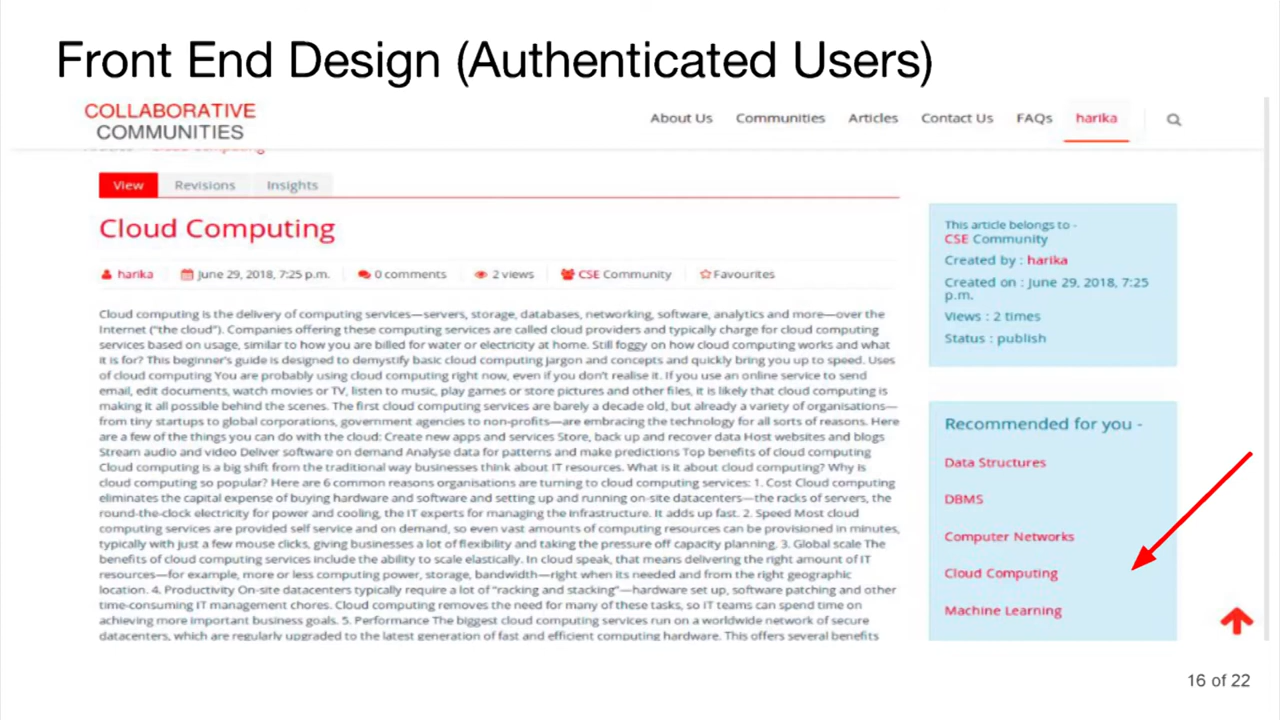 Front End Design (Authenticated Users)
COLLABORATIVE
COMMUNITIES
About Us Communities Articles Contact Us FAQs harika
View Revisions Insights
Cloud Computing
harika June 29, 2018, 7:25 p.m. 0 comments 2 views CSE Community Favourites
Cloud computing is the delivery of computing services—servers, storage, databases, networking, software, analytics and more—over the
Internet (“the cloud”). Companies offering these computing services are called cloud providers and typically charge for cloud computing
services based on usage, similar to how you are billed for water or electricity at home. Still foggy on how cloud computing works and what
it is for? This beginner’s guide is designed to demystify basic cloud computing jargon and concepts and quickly bring you up to speed. Uses
of cloud computing You are probably using cloud computing right now, even if you don’t realise it. If you use an online service to send
email, edit documents, watch movies or TV, listen to music, play games or store pictures and other files, it is likely that cloud computing is
making it all possible behind the scenes. The first cloud computing services are barely a decade old, but already a variety of organisations—
from tiny startups to global corporations, government agencies to non-profits—are embracing the technology for all sorts of reasons. Here
are a few of the things you can do with the cloud: Create new apps and services Store, back up and recover data Host websites and blogs
Stream audio and video Deliver software on demand Analyse data for patterns and make predictions Top benefits of cloud computing
Cloud computing is a big shift from the traditional way businesses think about IT resources. What is it about cloud computing? Why is
cloud computing so popular? Here are 6 common reasons organisations are turning to cloud computing services: 1. Cost Cloud computing
eliminates the capital expense of buying hardware and software and setting up and running on-site datacenters—the racks of servers, the
round-the-clock electricity for power and cooling, the IT experts for managing the infrastructure. It adds up fast. 2. Speed Most cloud
computing services are provided self service and on demand, so even vast amounts of computing resources can be provisioned in minutes,
typically with just a few mouse clicks, giving businesses a lot of flexibility and taking the pressure off capacity planning. 3. Global scale The
benefits of cloud computing services include the ability to scale elastically. In cloud speak, that means delivering the right amount of IT
resources—for example, more or less computing power, storage, bandwidth—right when its needed and from the right geographic
location. 4. Productivity On-site datacenters typically require a lot of “racking and stacking”—hardware set up, software patching and other
time-consuming IT management chores. Cloud computing removes the need for many of these tasks, so IT teams can spend time on
achieving more important business goals. 5. Performance The biggest cloud computing services run on a worldwide network of secure
datacenters, which are regularly upgraded to the latest generation of fast and efficient computing hardware. This offers several benefits
This article belongs to -
CSE Community
Created by : harika
Created on : June 29, 2018, 7:25
p.m.
Views : 2 times
Status : publish
Recommended for you -
Data Structures
DBMS
Computer Networks
Cloud Computing
Machine Learning
16 of 22